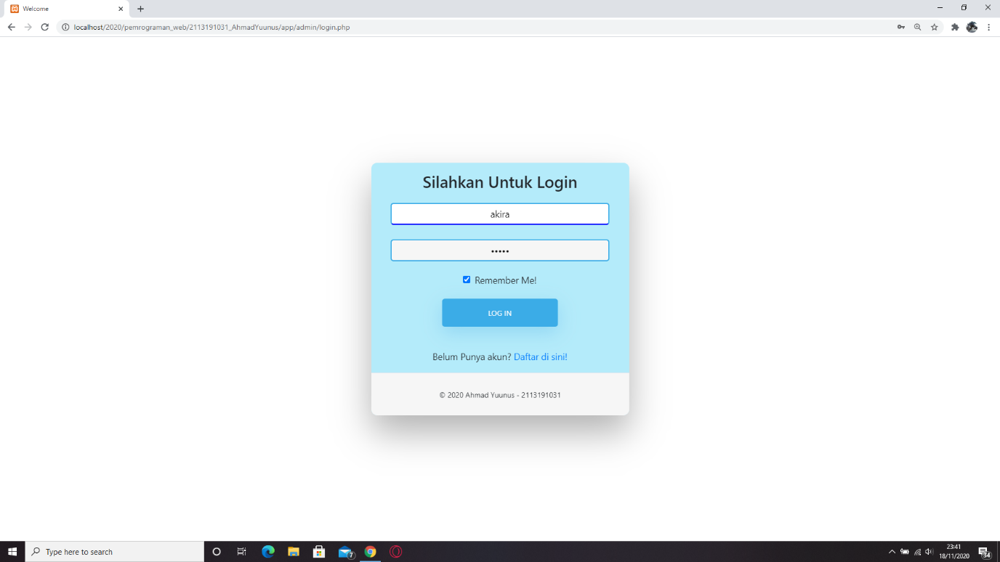 Welcome
localhost/2020/pemrograman_web/2113191031_AhmadYuunus/app/admin/login.php
Silahkan Untuk Login
akira
•••••
Remember Me!
LOG IN
Belum Punya akun? Daftar di sini!
© 2020 Ahmad Yuunus - 2113191031
Type here to search
7
23:41
18/11/2020
34